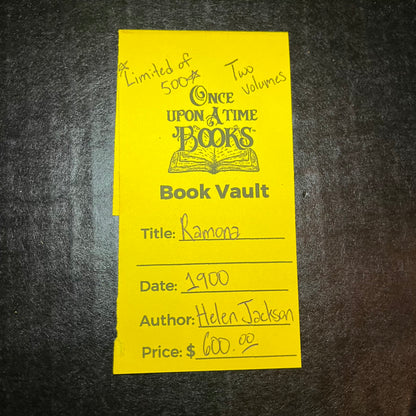 ☆Limited of
500☆
Two
volumes
ONCE
UPON A TIME
BOOKS™
Book Vault
Title: Ramona
Date: 1900
Author: Helen Jackson
Price: $ 600.00